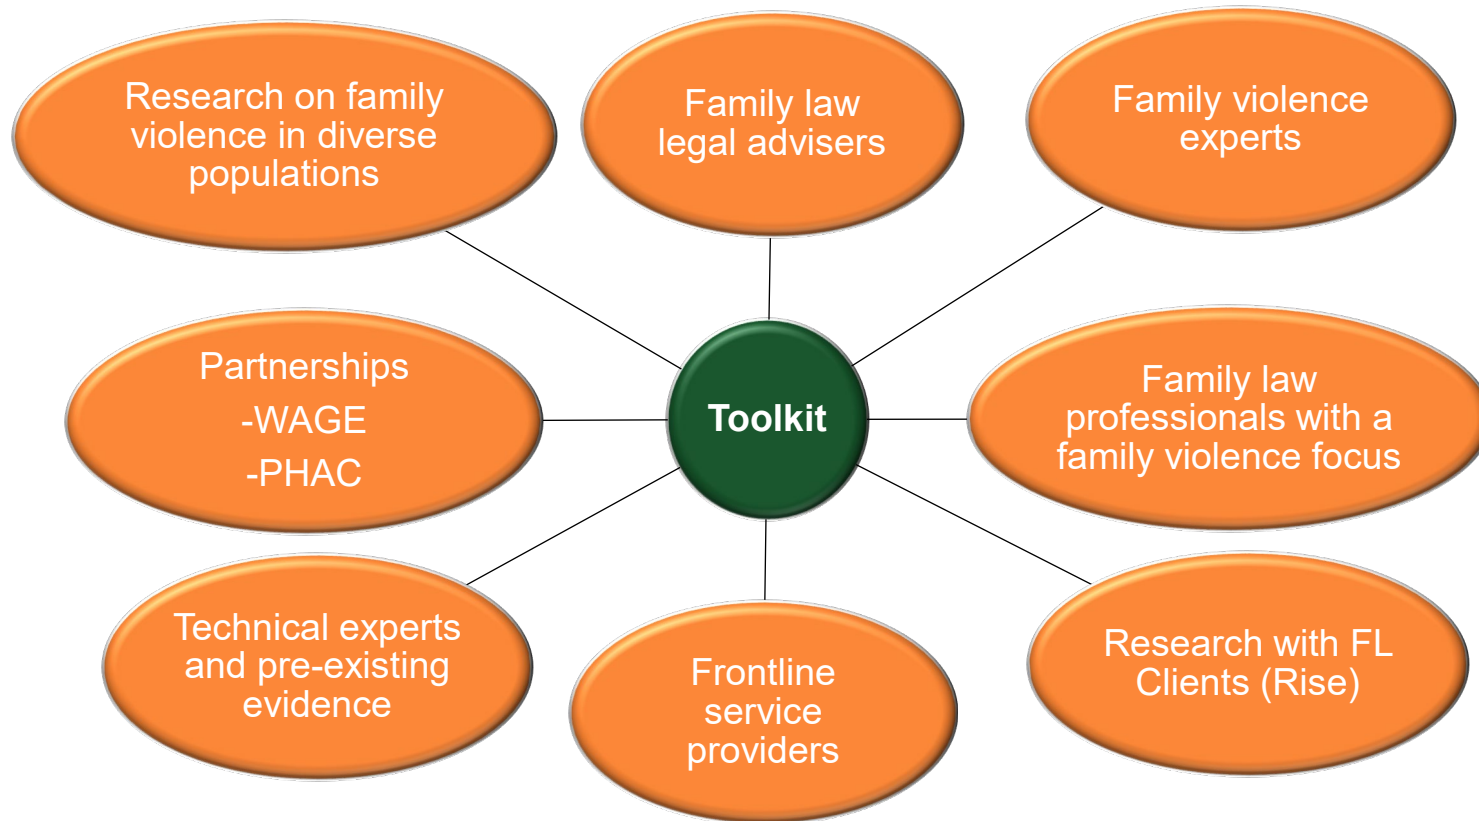 Research on family
violence in diverse
populations
Family law
legal advisers
Family violence
experts
Partnerships
-WAGE
-PHAC
Toolkit
Family law
professionals with a
family violence focus
Technical experts
and pre-existing
evidence
Frontline
service
providers
Research with FL
Clients (Rise)